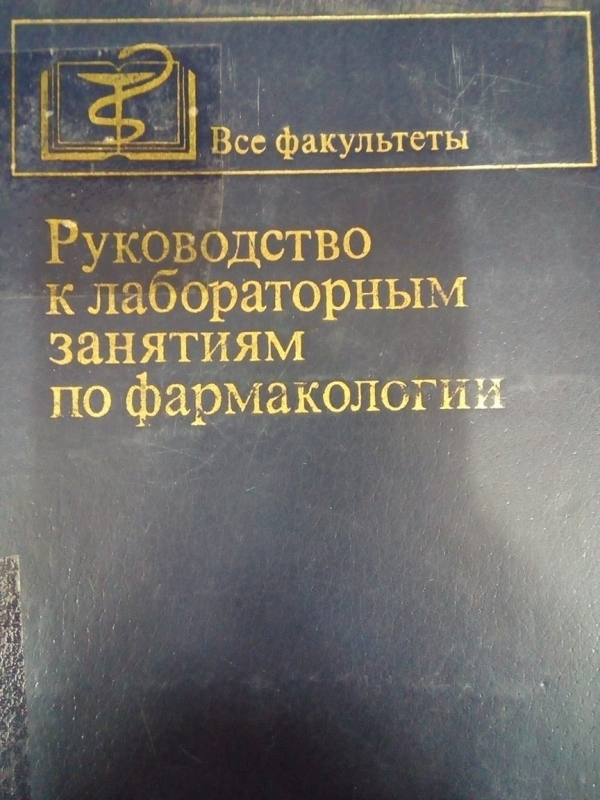 Все факультеты
Руководство
к лабораторным
занятиям
по фармакологии